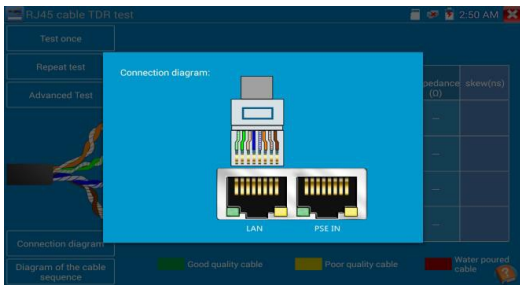 RJ45 cable TDR test
2:50 AM
Test once
Repeat test
Advanced Test
Connection diagram:
(Ω)
skew(ns)
LAN
PSE IN
Connection diagram
Diagram of the cable
sequence
Good quality cable
Poor quality cable
Water poured
cable